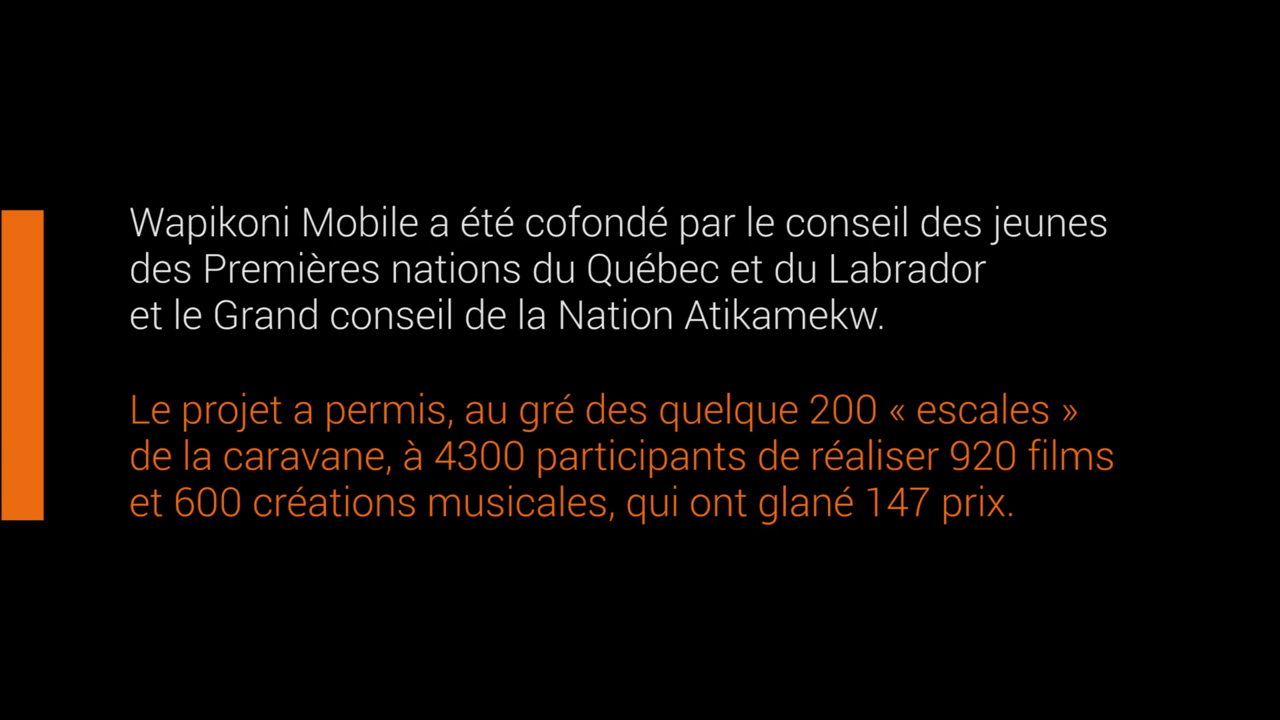 Wapikoni Mobile a été cofondé par le conseil des jeunes
des Premières nations du Québec et du Labrador
et le Grand conseil de la Nation Atikamekw.
Le projet a permis, au gré des quelque 200 « escales »
de la caravane, à 4300 participants de réaliser 920 films
et 600 créations musicales, qui ont glané 147 prix.